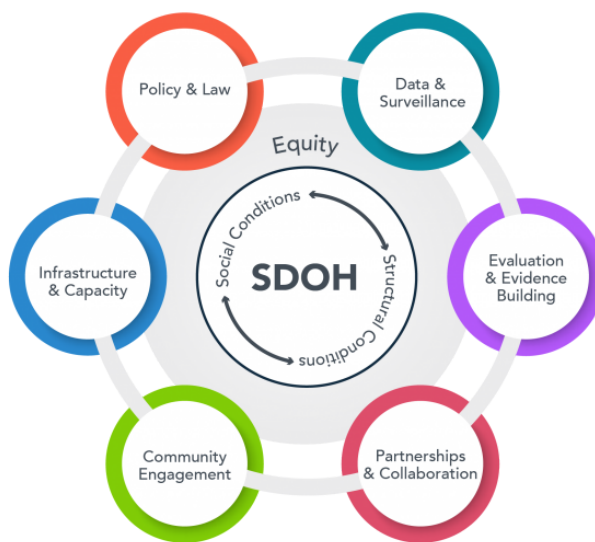 Policy & Law
Data &
Surveillance
Equity
Social Conditions
SDOH
Structural Conditions
Infrastructure
& Capacity
Evaluation
& Evidence
Building
Community
Engagement
Partnerships
& Collaboration